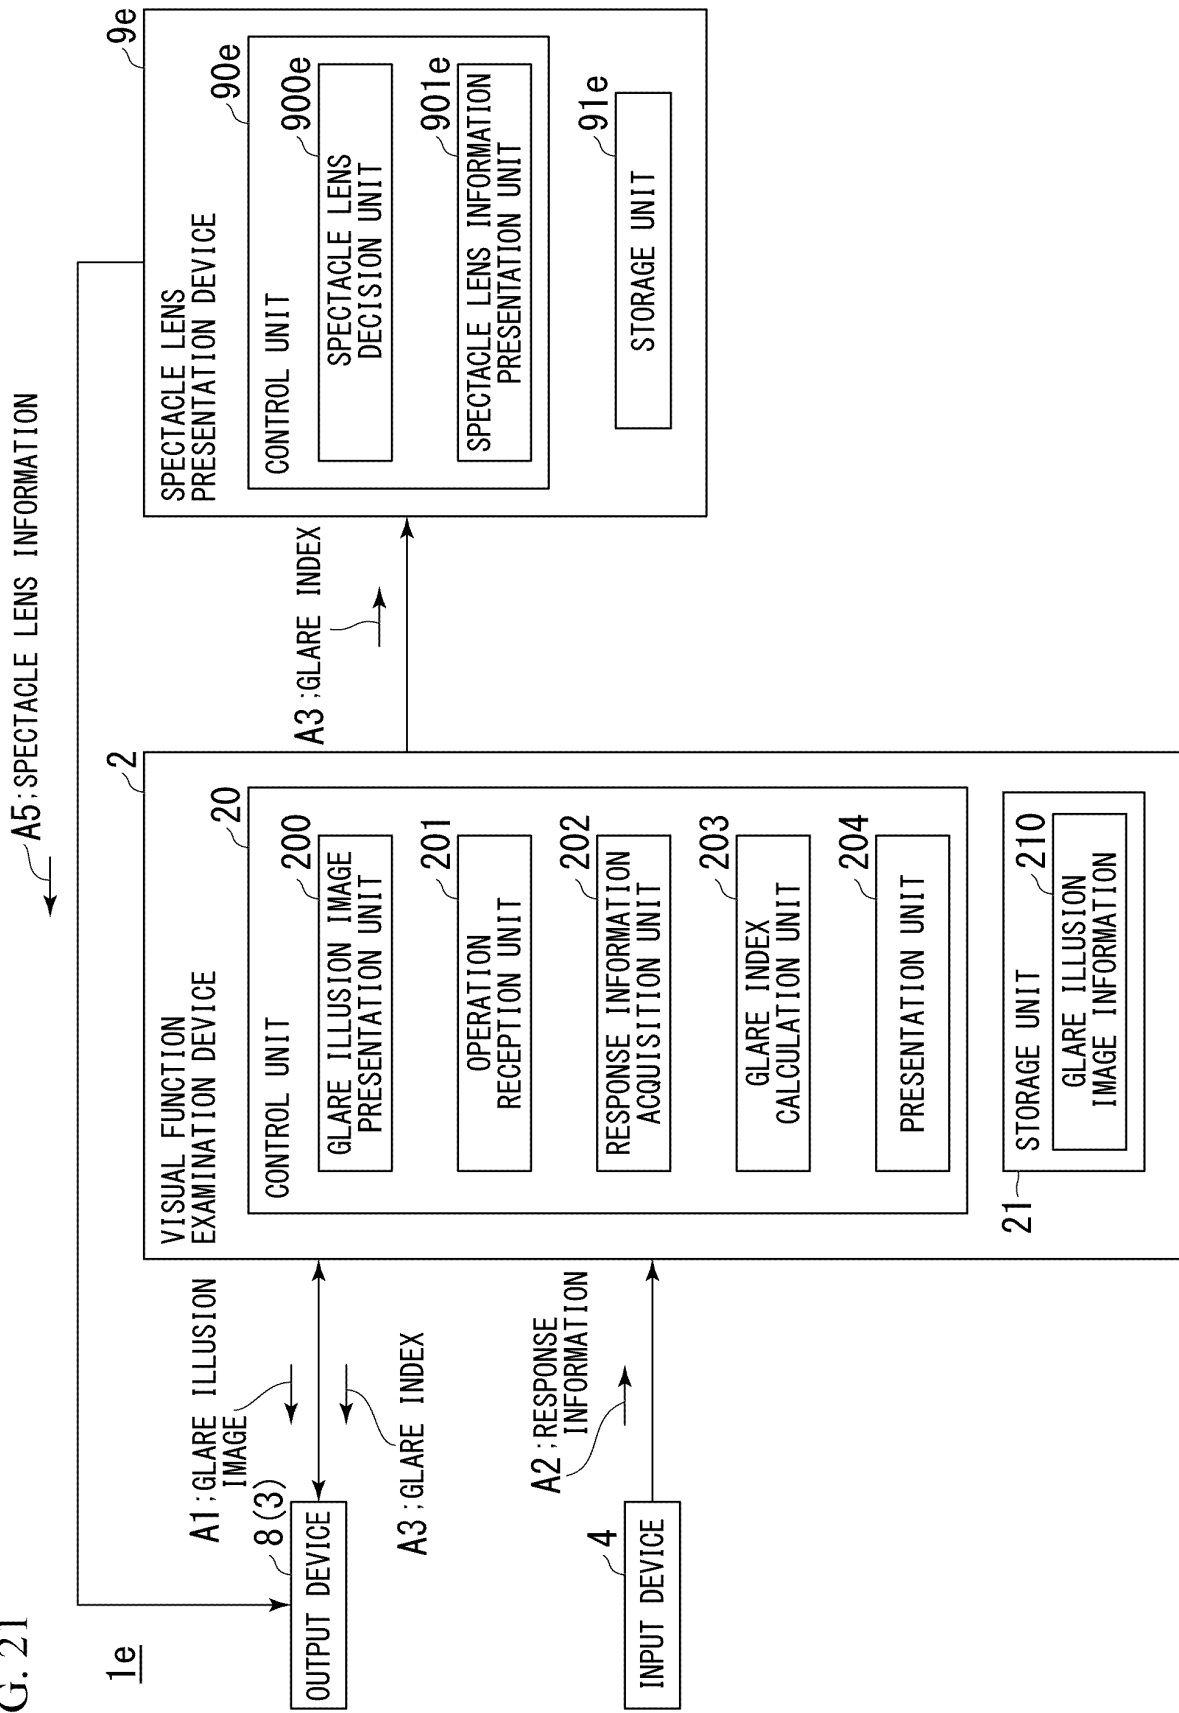 G. 21
1e
A5;SPECTACLE LENS INFORMATION
8(3)
OUTPUT DEVICE
4
INPUT DEVICE
A1;GLARE ILLUSION
IMAGE
A3;GLARE INDEX
A2;RESPONSE
INFORMATION
2
VISUAL FUNCTION
EXAMINATION DEVICE
20
CONTROL UNIT
200
GLARE ILLUSION IMAGE
PRESENTATION UNIT
201
OPERATION
RECEPTION UNIT
202
RESPONSE INFORMATION
ACQUISITION UNIT
203
GLARE INDEX
CALCULATION UNIT
204
PRESENTATION UNIT
21
STORAGE UNIT
210
GLARE ILLUSION
IMAGE INFORMATION
A3;GLARE INDEX
9e
SPECTACLE LENS
PRESENTATION DEVICE
90e
CONTROL UNIT
900e
SPECTACLE LENS
DECISION UNIT
901e
SPECTACLE LENS INFORMATION
PRESENTATION UNIT
91e
STORAGE UNIT